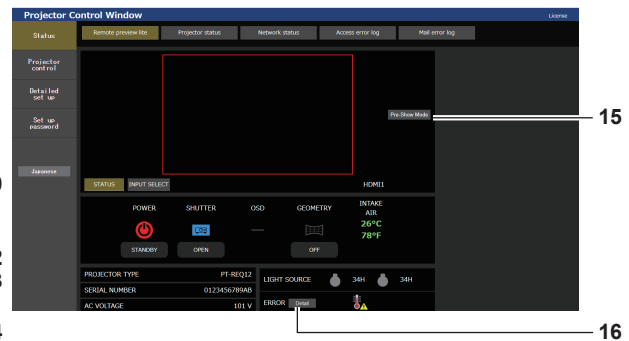 Projector Control Window
License
Status
Remote preview lite
Projector status
Network status
Access error log
Mail error log
Projector
control
Detailed
set up
Set up
password
Pre-Show Mode
15
Japanese
STATUS
INPUT SELECT
HDMI1
POWER
SHUTTER
OSD
GEOMETRY
INTAKE
AIR
26°C
78°F
STANDBY
OPEN
OFF
PROJECTOR TYPE PT-REQ12
LIGHT SOURCE 34H 34H
SERIAL NUMBER 0123456789AB
AC VOLTAGE 101 V
ERROR Detail
16